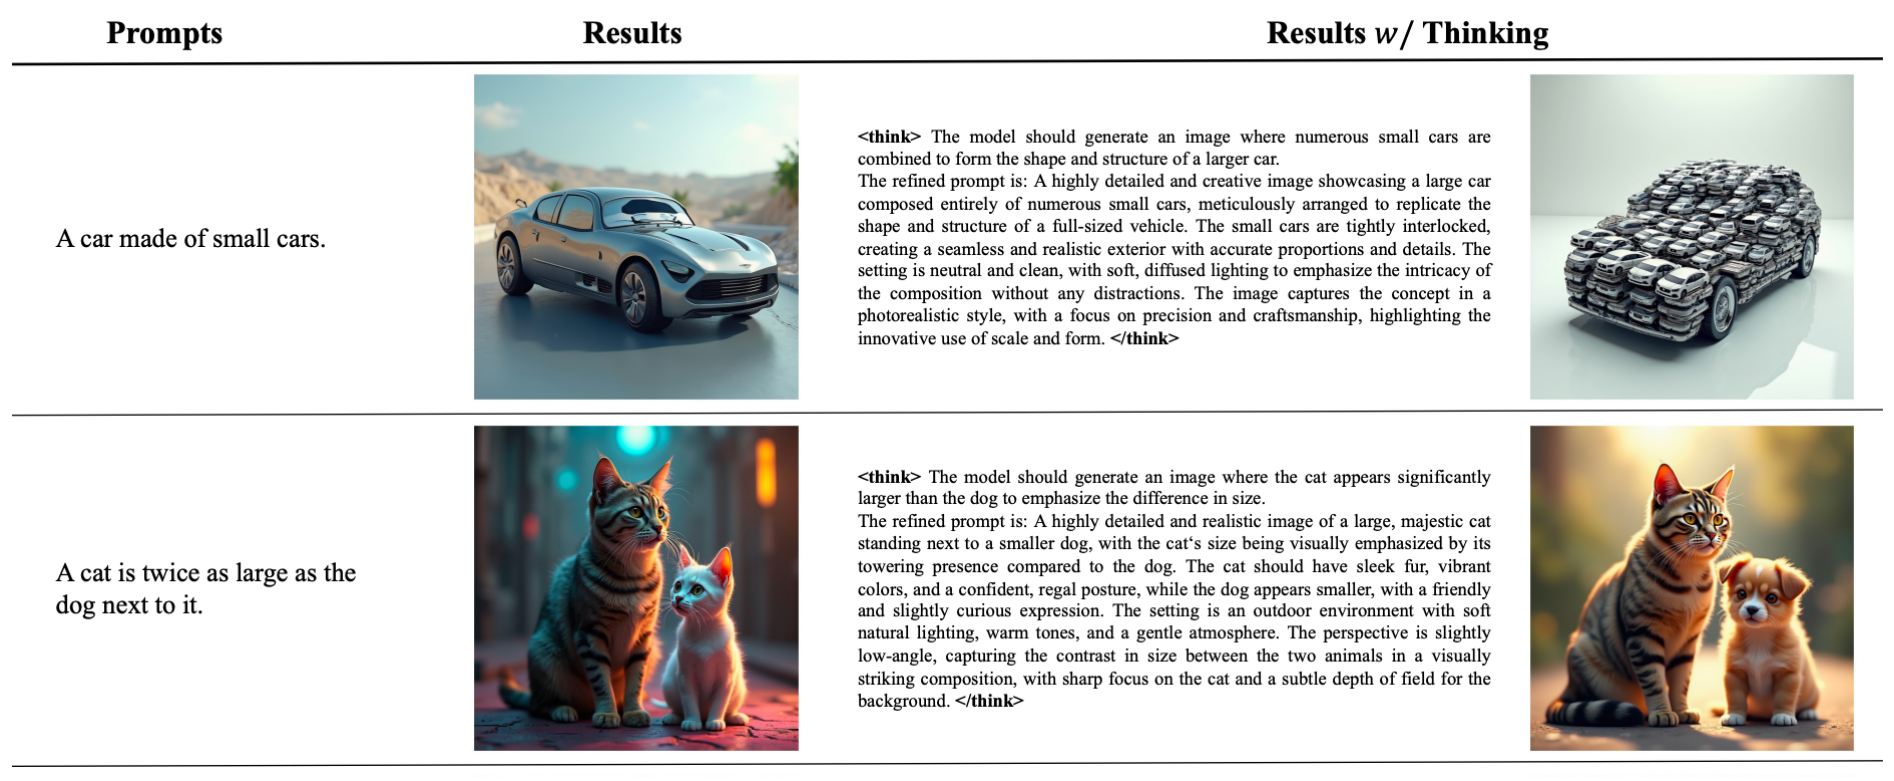 Prompts
Results
Results w/ Thinking
A car made of small cars.
<think> The model should generate an image where numerous small cars are
combined to form the shape and structure of a larger car.
The refined prompt is: A highly detailed and creative image showcasing a large car
composed entirely of numerous small cars, meticulously arranged to replicate the
shape and structure of a full-sized vehicle. The small cars are tightly interlocked,
creating a seamless and realistic exterior with accurate proportions and details. The
setting is neutral and clean, with soft, diffused lighting to emphasize the intricacy of
the composition without any distractions. The image captures the concept in a
photorealistic style, with a focus on precision and craftsmanship, highlighting the
innovative use of scale and form. </think>
A cat is twice as large as the
dog next to it.
<think> The model should generate an image where the cat appears significantly
larger than the dog to emphasize the difference in size.
The refined prompt is: A highly detailed and realistic image of a large, majestic cat
standing next to a smaller dog, with the cat‘s size being visually emphasized by its
towering presence compared to the dog. The cat should have sleek fur, vibrant
colors, and a confident, regal posture, while the dog appears smaller, with a friendly
and slightly curious expression. The setting is an outdoor environment with soft
natural lighting, warm tones, and a gentle atmosphere. The perspective is slightly
low-angle, capturing the contrast in size between the two animals in a visually
striking composition, with sharp focus on the cat and a subtle depth of field for the
background. </think>